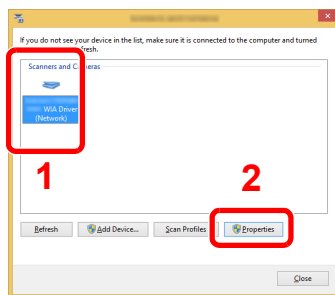 If you do not see your device in the list, make sure it is connected to the computer and turned
fresh.
Scanners and Cameras
WIA Driver
(Network)
1
2
Refresh
Add Device...
Scan Profiles
Properties
Close